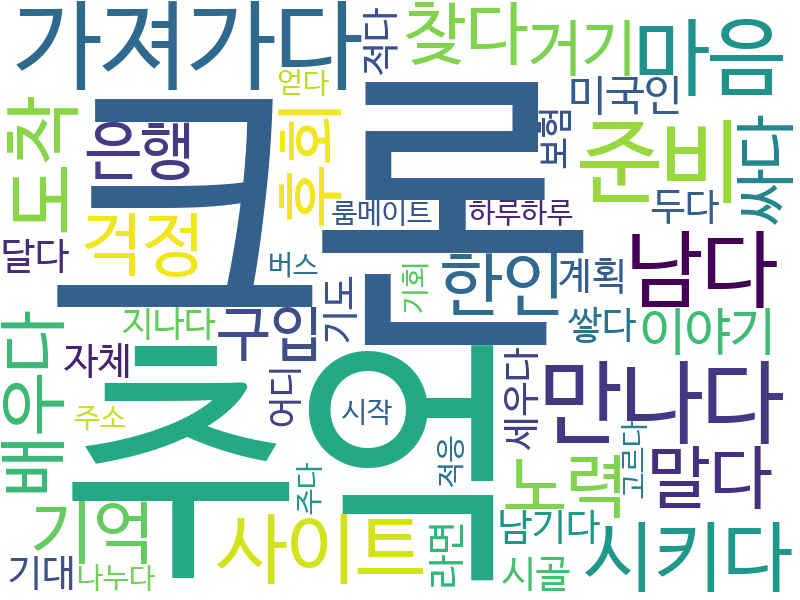 가져가다
적다
찾다
거기
마음
얻다
미국인
크론
도착
은행
후회
보험
준비
싸다
걱정
룸메이트
하루하루
두다
달다
버스
기회
한인
계획
남다
지나다
구입
기도
쌓다
이야기
배우다
자체
추억
어디
시작
세우다
만나다
주소
적응
고르다
말다
주다
노력
기억
사이트
라면
남기다
시키다
기대
나누다
시골